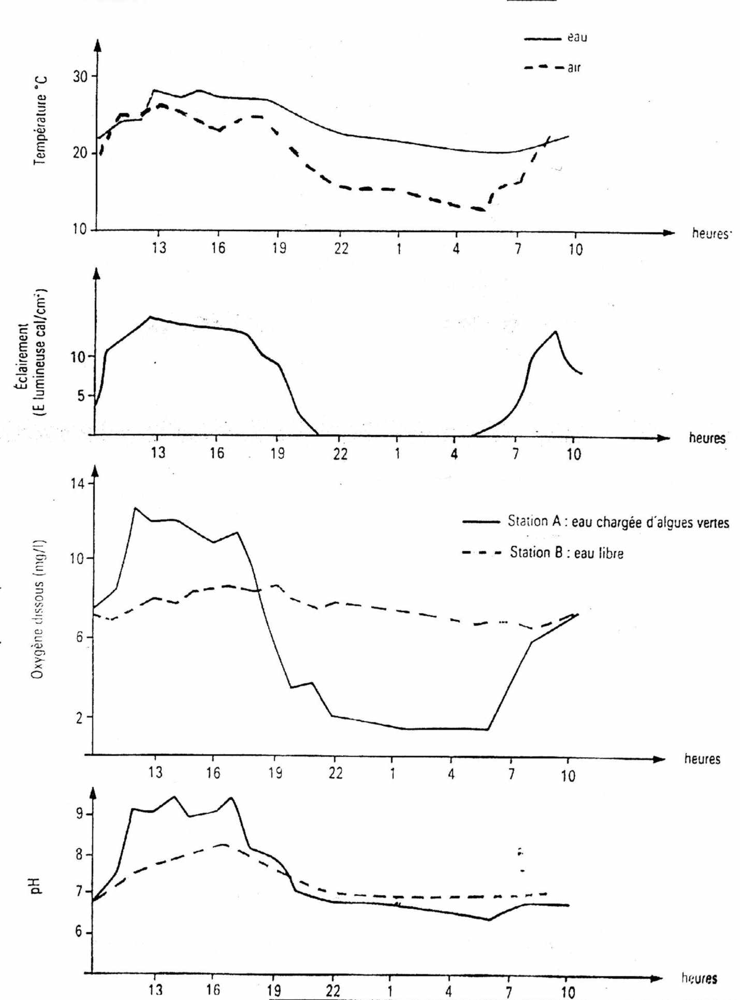 eau
air
Température °C
30
20
10
13 16 19 22 1 4 7 10
heures
Éclairement
(E lumineuse cal/cm²)
10
5
13 16 19 22 1 4 7 10
heures
Oxygène dissous (mg/l)
14
10
6
2
Station A : eau chargée d'algues vertes
Station B : eau libre
13 16 19 22 1 4 7 10
heures
pH
9
8
7
6
13 16 19 22 1 4 7 10
heures